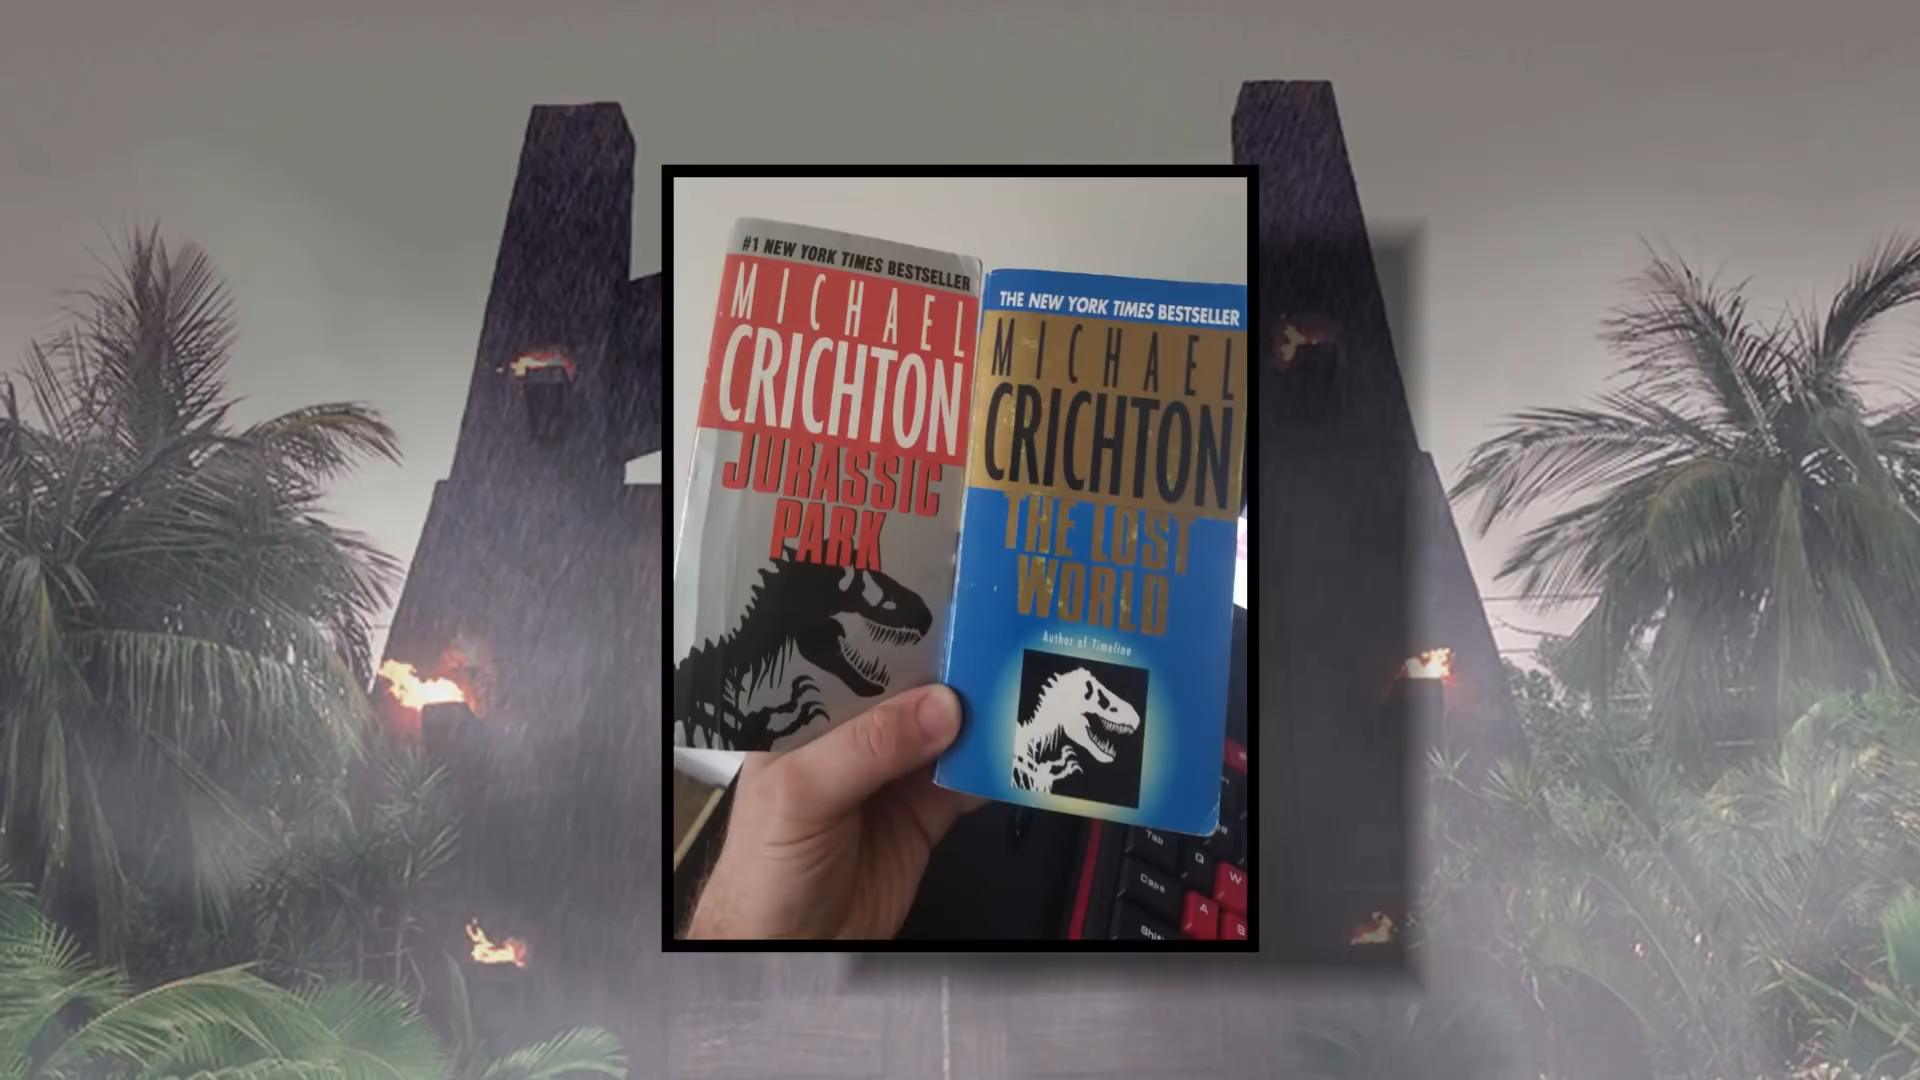 #1 NEW YORK TIMES BESTSELLER
MICHAEL
CRICHTON
JURASSIC
PARK
THE NEW YORK TIMES BESTSELLER
MICHAEL
CRICHTON
THE LOST
WORLD
Author of Timeline
Tab
Q
W
Caps
A
S
Shi